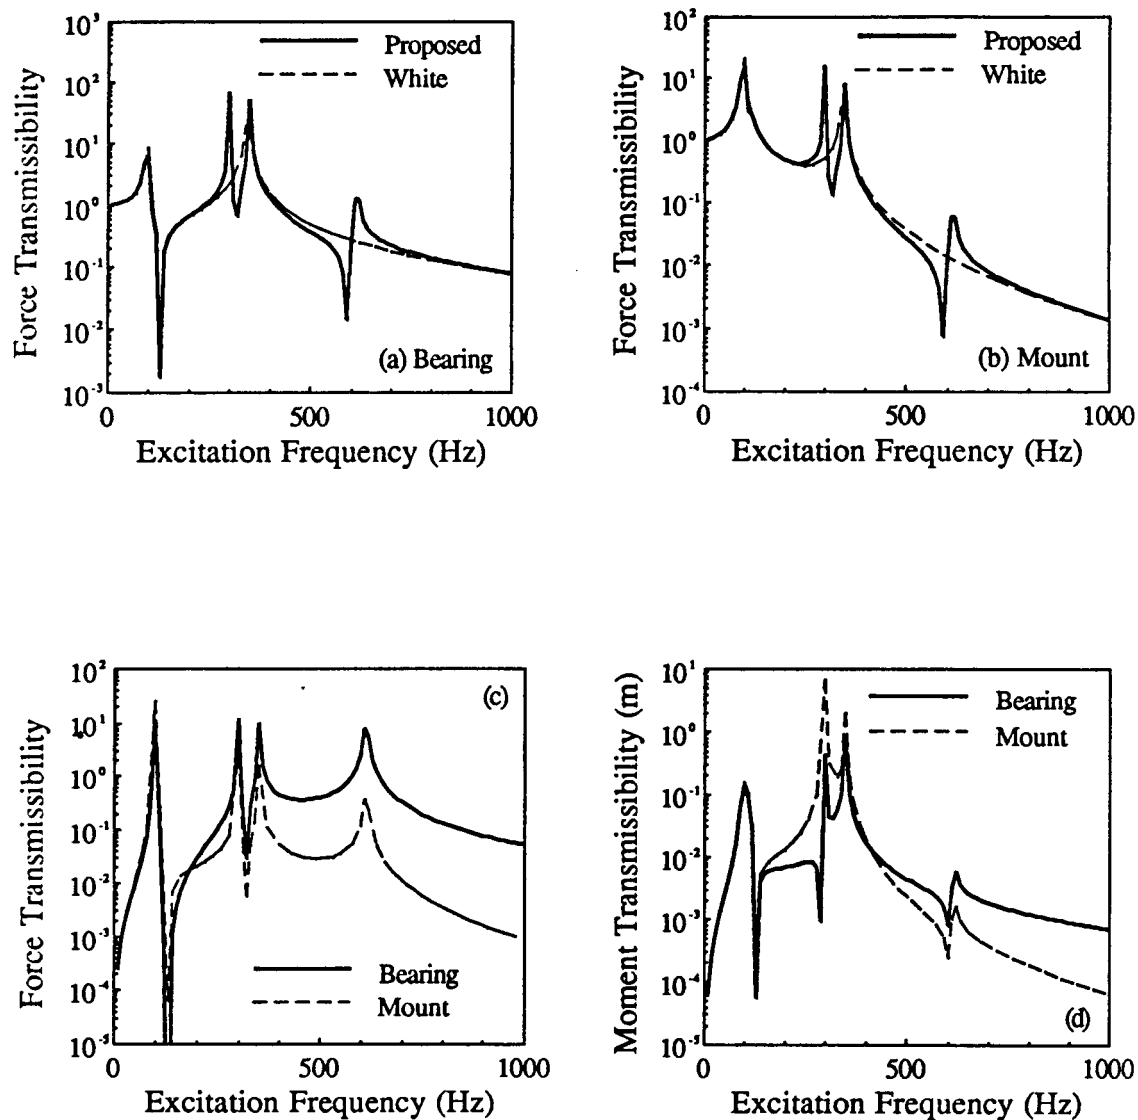 10³
10²
10¹
10⁰
10⁻¹
10⁻²
10⁻³
Force Transmissibility
Proposed
White
(a) Bearing
0
500
1000
Excitation Frequency (Hz)
10²
10¹
10⁰
10⁻¹
10⁻²
10⁻³
10⁻⁴
Force Transmissibility
Proposed
White
(b) Mount
0
500
1000
Excitation Frequency (Hz)
10²
10¹
10⁰
10⁻¹
10⁻²
10⁻³
10⁻⁴
10⁻⁵
Force Transmissibility
(c)
Bearing
Mount
0
500
1000
Excitation Frequency (Hz)
10¹
10⁰
10⁻¹
10⁻²
10⁻³
10⁻⁴
10⁻⁵
Moment Transmissibility (m)
Bearing
Mount
(d)
0
500
1000
Excitation Frequency (Hz)